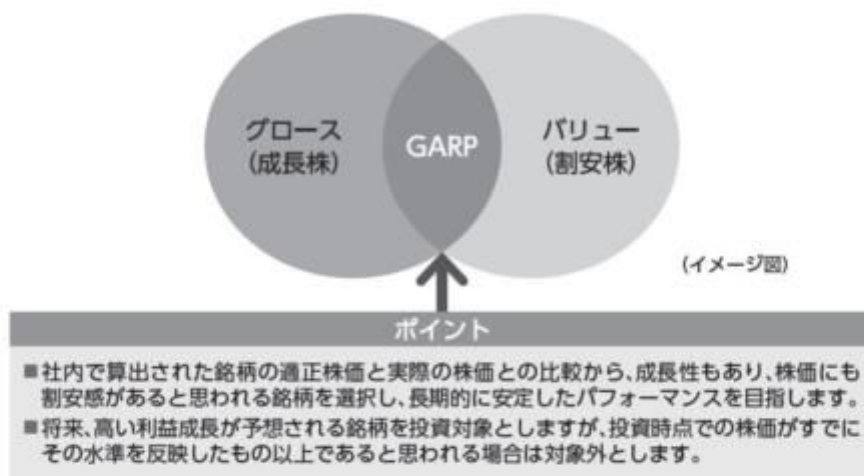 グロース
(成長株)
GARP
バリュー
(割安株)
(イメージ図)
ポイント
■社内で算出された銘柄の適正株価と実際の株価との比較から、成長性もあり、株価にも
割安感があると思われる銘柄を選択し、長期的に安定したパフォーマンスを目指します。
■将来、高い利益成長が予想される銘柄を投資対象としますが、投資時点での株価がすでに
その水準を反映したもの以上であると思われる場合は対象外とします。